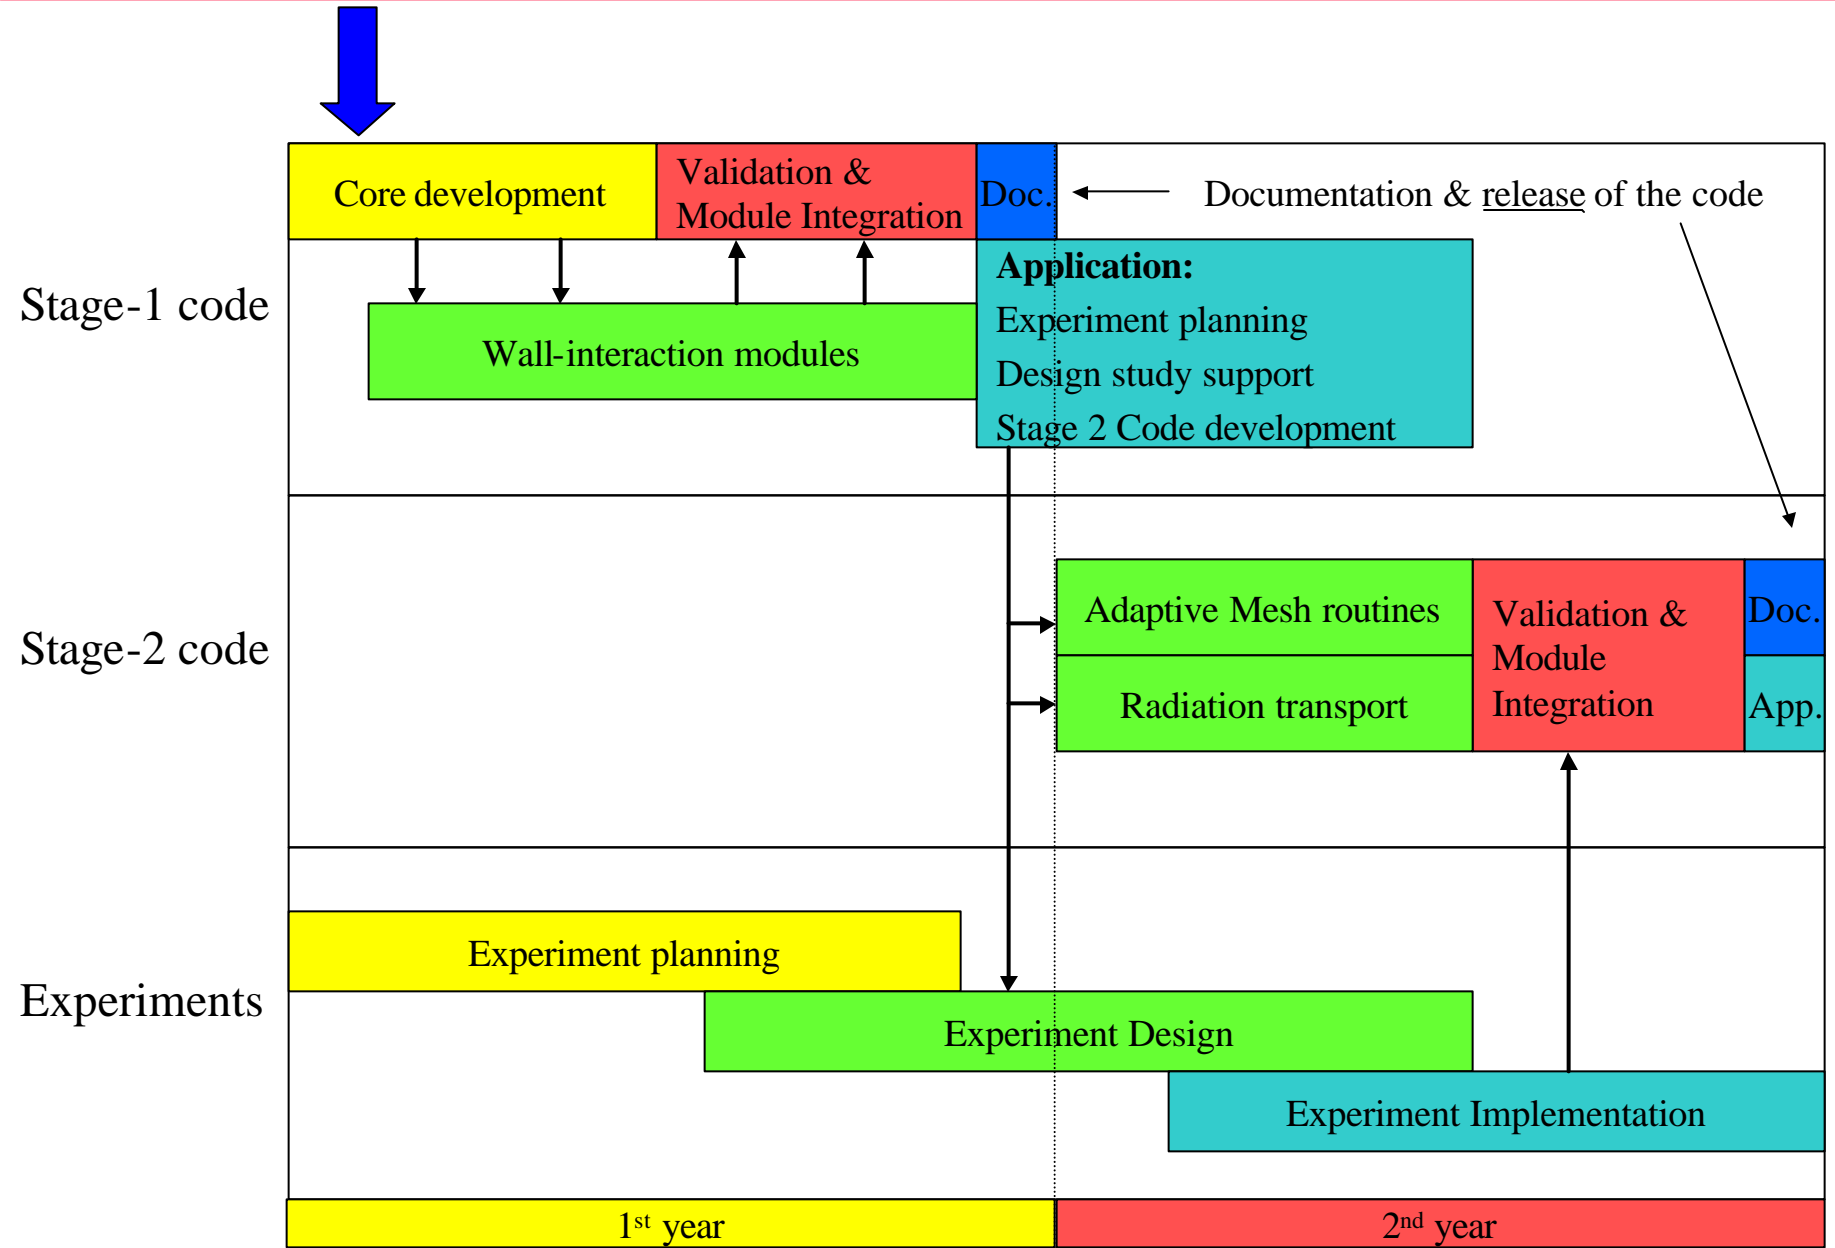 Core development
Validation &
Module Integration
Doc.
Documentation & release of the code
Stage-1 code
Wall-interaction modules
Application:
Experiment planning
Design study support
Stage 2 Code development
Stage-2 code
Adaptive Mesh routines
Radiation transport
Validation &
Module
Integration
Doc.
App.
Experiments
Experiment planning
Experiment Design
Experiment Implementation
1st year
2nd year